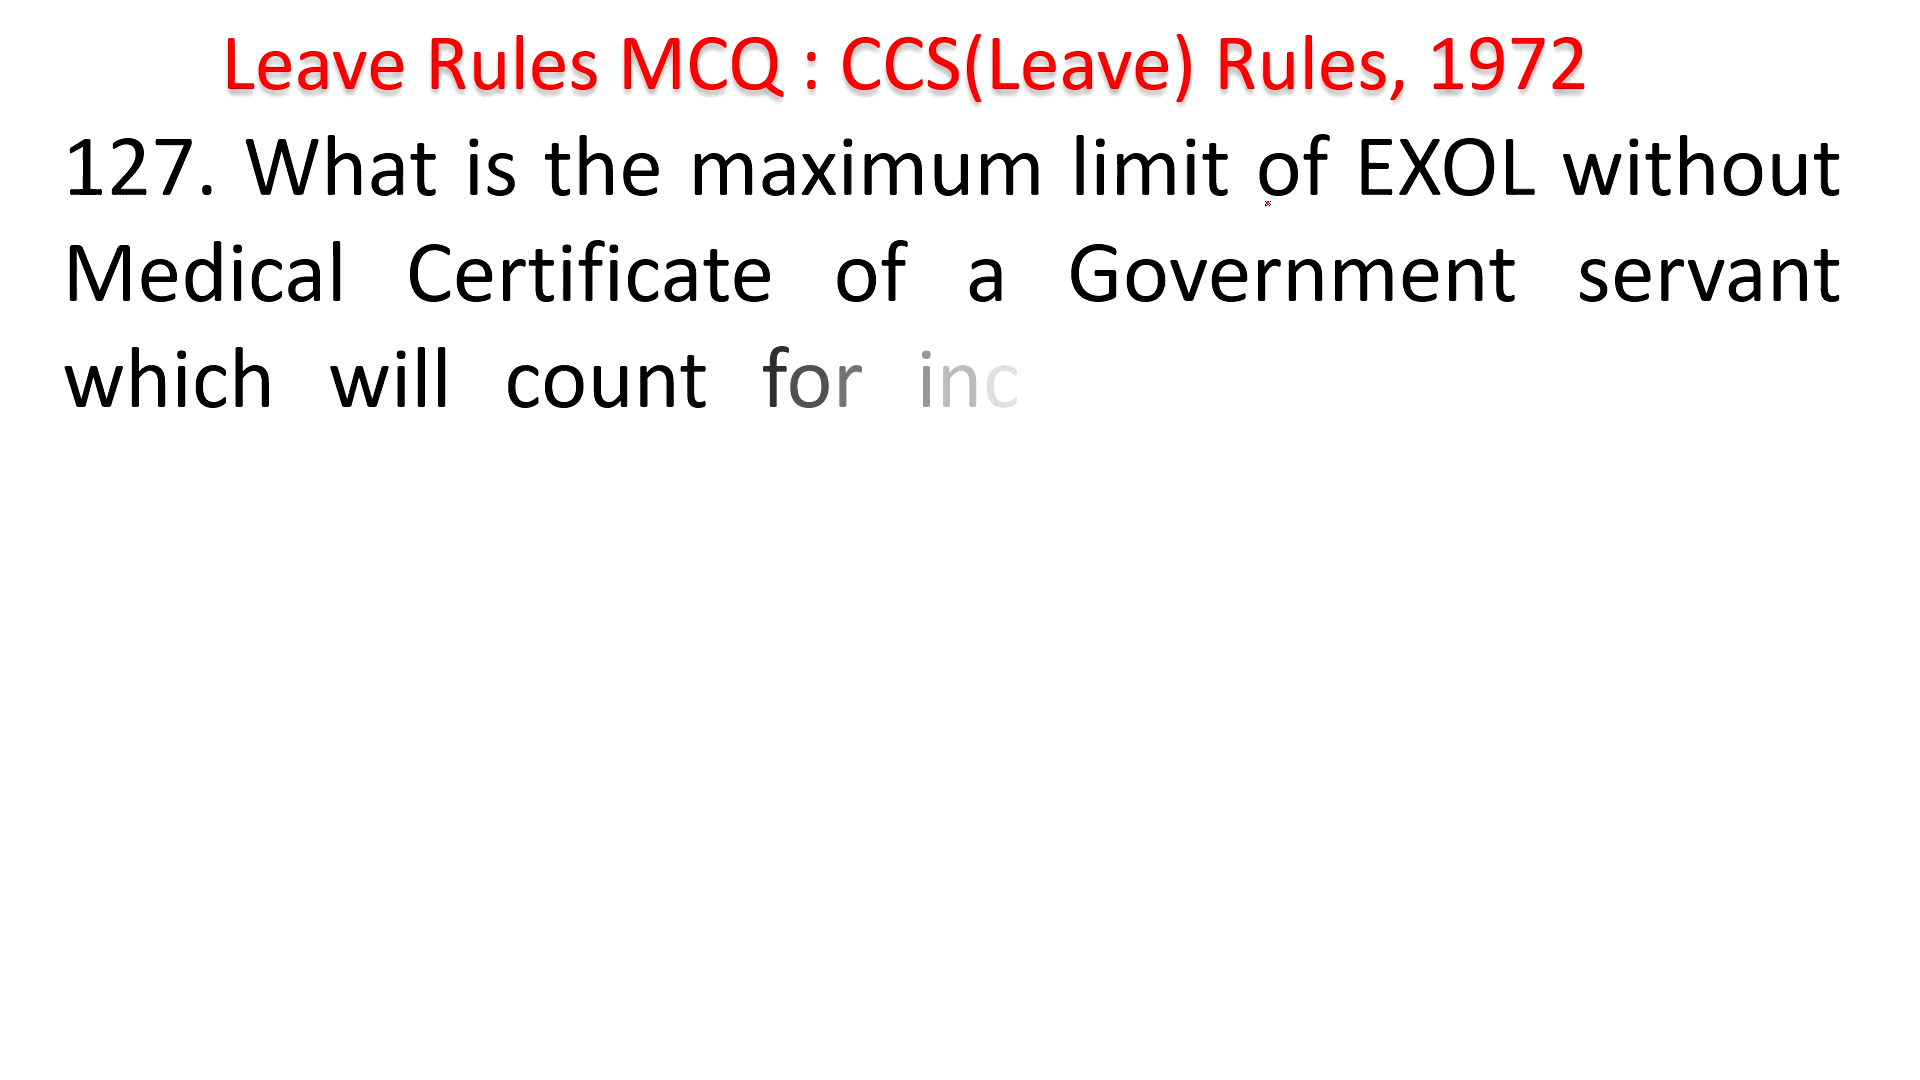 Leave Rules MCQ : CCS(Leave) Rules, 1972
127. What is the maximum limit of EXOL without
Medical Certificate of a Government servant
which will count for inc